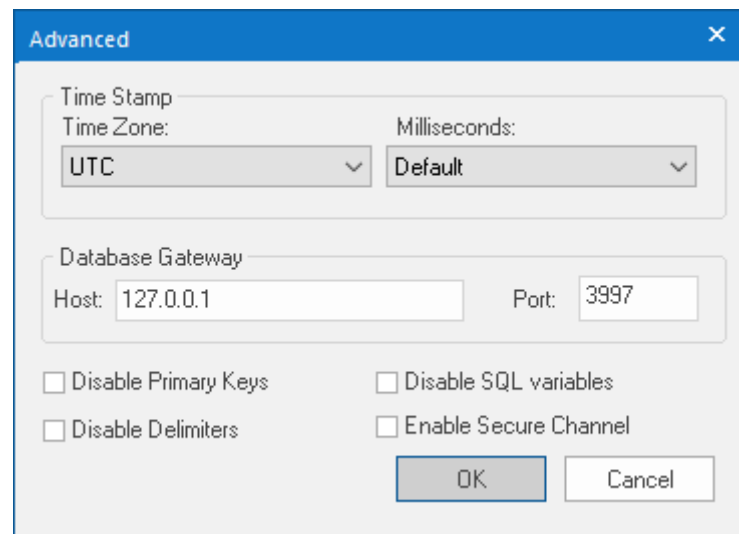 Advanced
Time Stamp
Time Zone: Milliseconds:
UTC Default
Database Gateway
Host: 127.0.0.1 Port: 3997
Disable Primary Keys Disable SQL variables
Disable Delimiters Enable Secure Channel
OK Cancel